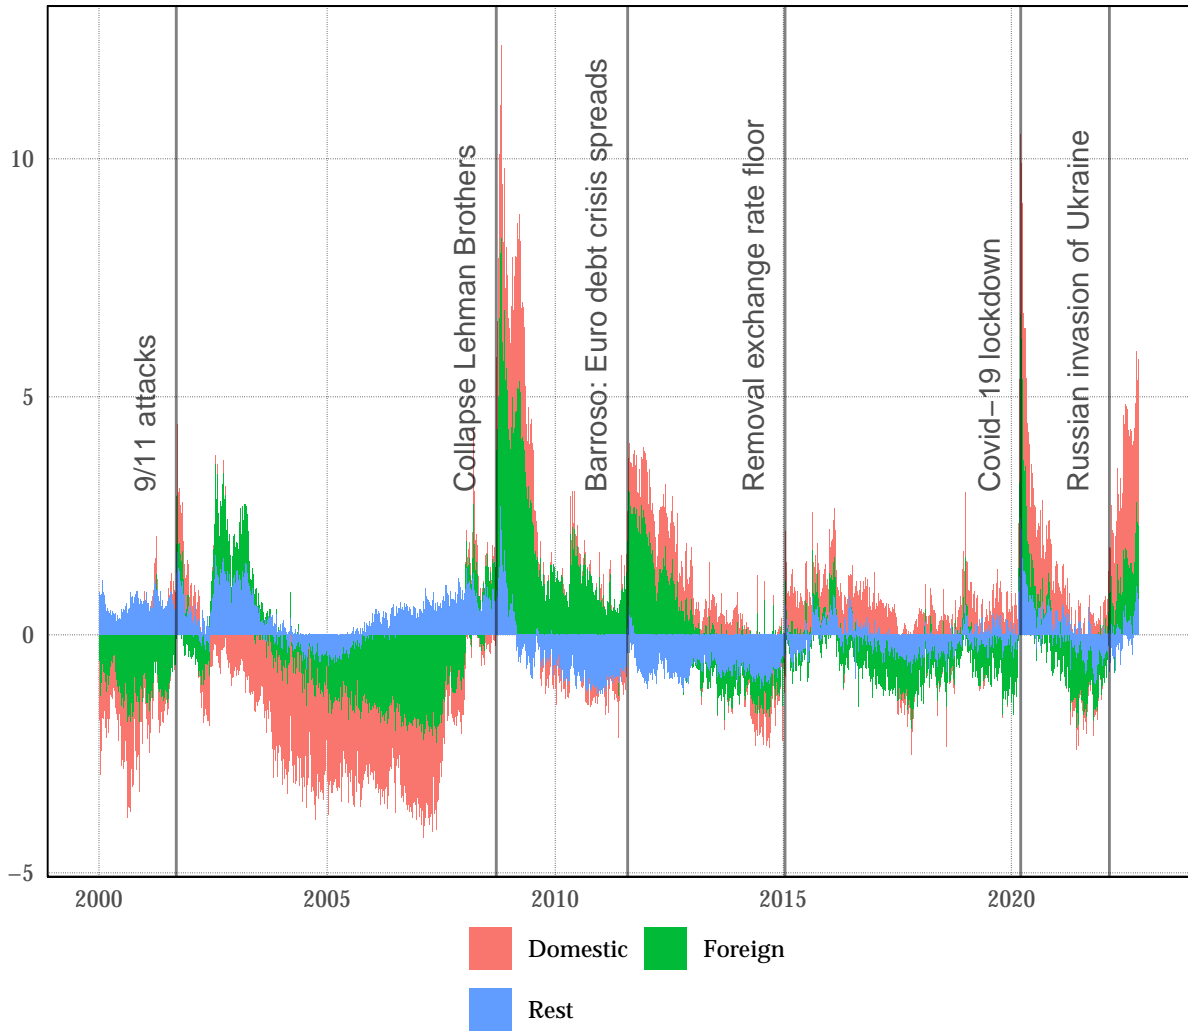 10
5
0
−5
9/11 attacks
Collapse Lehman Brothers
Barroso: Euro debt crisis spreads
Removal exchange rate floor
Covid−19 lockdown
Russian invasion of Ukraine
2000
2005
2010
2015
2020
Domestic
Foreign
Rest